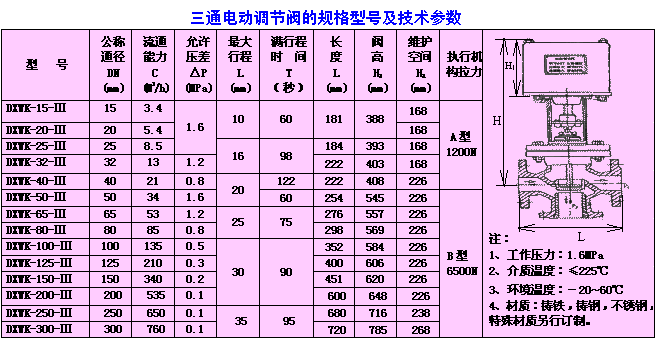 三通电动调节阀的规格型号及技术参数
型 号 公称通径 DN (mm) 流通能力 C (M³/h) 允许压差 △P (MPa) 最大行程 L (mm) 满行程时间 T (秒) 长度 L (mm) 阀高 H₁ (mm) 维护空间 H₂ (mm) 执行机构拉力
DXWK-15-III 15 3.4 1.6 10 60 181 388 168 A型 1200N
DXWK-20-III 20 5.4 168
DXWK-25-III 25 8.5 16 98 184 393 168
DXWK-32-III 32 13 1.2 222 403 168
DXWK-40-III 40 21 0.8 20 122 222 408 226 B型 6500N
DXWK-50-III 50 34 1.6 60 254 545 226
DXWK-65-III 65 53 1.2 25 75 276 557 226
DXWK-80-III 80 85 0.8 298 569 226
DXWK-100-III 100 135 0.5 30 90 352 584 226
DXWK-125-III 125 210 0.3 400 606 226
DXWK-150-III 150 340 0.2 451 620 226
DXWK-200-III 200 535 0.1 600 648 226
DXWK-250-III 250 650 0.1 35 95 680 716 238
DXWK-300-III 300 760 0.1 720 785 268
H₁
H
L
注：
1、工作压力：1.6MPa
2、介质温度：≤225℃
3、环境温度：－20~60℃
4、材质：铸铁，铸钢，不锈钢，
特殊材质另行订制。